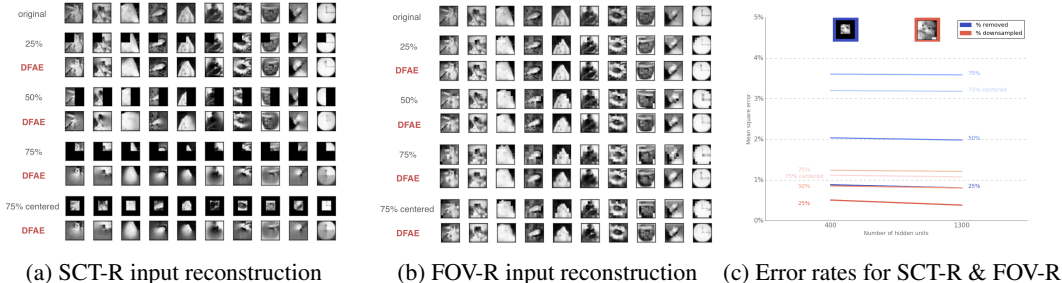 original
25%
DFAE
50%
DFAE
75%
DFAE
75% centered
DFAE
(a) SCT-R input reconstruction
original
25%
DFAE
50%
DFAE
75%
DFAE
75% centered
DFAE
(b) FOV-R input reconstruction
5%
4%
3%
2%
1%
0%
Mean square error
% removed
% downsampled
75%
75% centered
50%
75%
75% centered
50%
25%
25%
400
1300
Number of hidden units
(c) Error rates for SCT-R & FOV-R